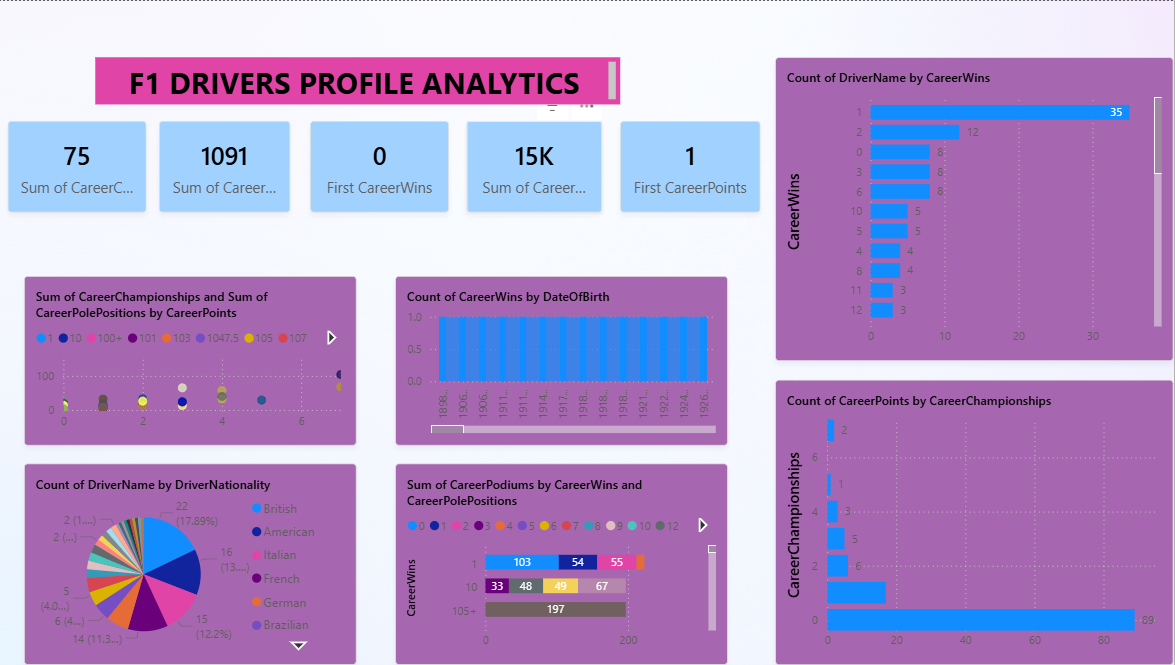 F1 DRIVERS PROFILE ANALYTICS
75
Sum of CareerC...
1091
Sum of Career...
0
First CareerWins
15K
Sum of Career...
1
First CareerPoints
Count of DriverName by CareerWins
CareerWins
1 35
2 12
0 8
3 8
6 8
10 5
5 5
4 4
8 4
11 3
12 3
0 10 20 30
Sum of CareerChampionships and Sum of
CareerPolePositions by CareerPoints
1 10 100+ 101 103 1047.5 105 107
100
0
0 2 4 6
Count of CareerWins by DateOfBirth
1.0
0.5
0.0
1898... 1906... 1906... 1911... 1911... 1914... 1917... 1918... 1918... 1918... 1921... 1922... 1924... 1926...
Count of DriverName by DriverNationality
22
(17.89%)
16
(13....)
15
(12.2%)
14 (11.3...)
6 (4...)
5
(4.0...)
2 (...)
2 (1....)
British
American
Italian
French
German
Brazilian
Sum of CareerPodiums by CareerWins and
CareerPolePositions
0 1 2 3 4 5 6 7 8 9 10 12
CareerWins
1 103 54 55
10 33 48 49 67
105+ 197
0 200
Count of CareerPoints by CareerChampionships
CareerChampionships
2
6
1
4 3
5
2 6
0 89
0 20 40 60 80